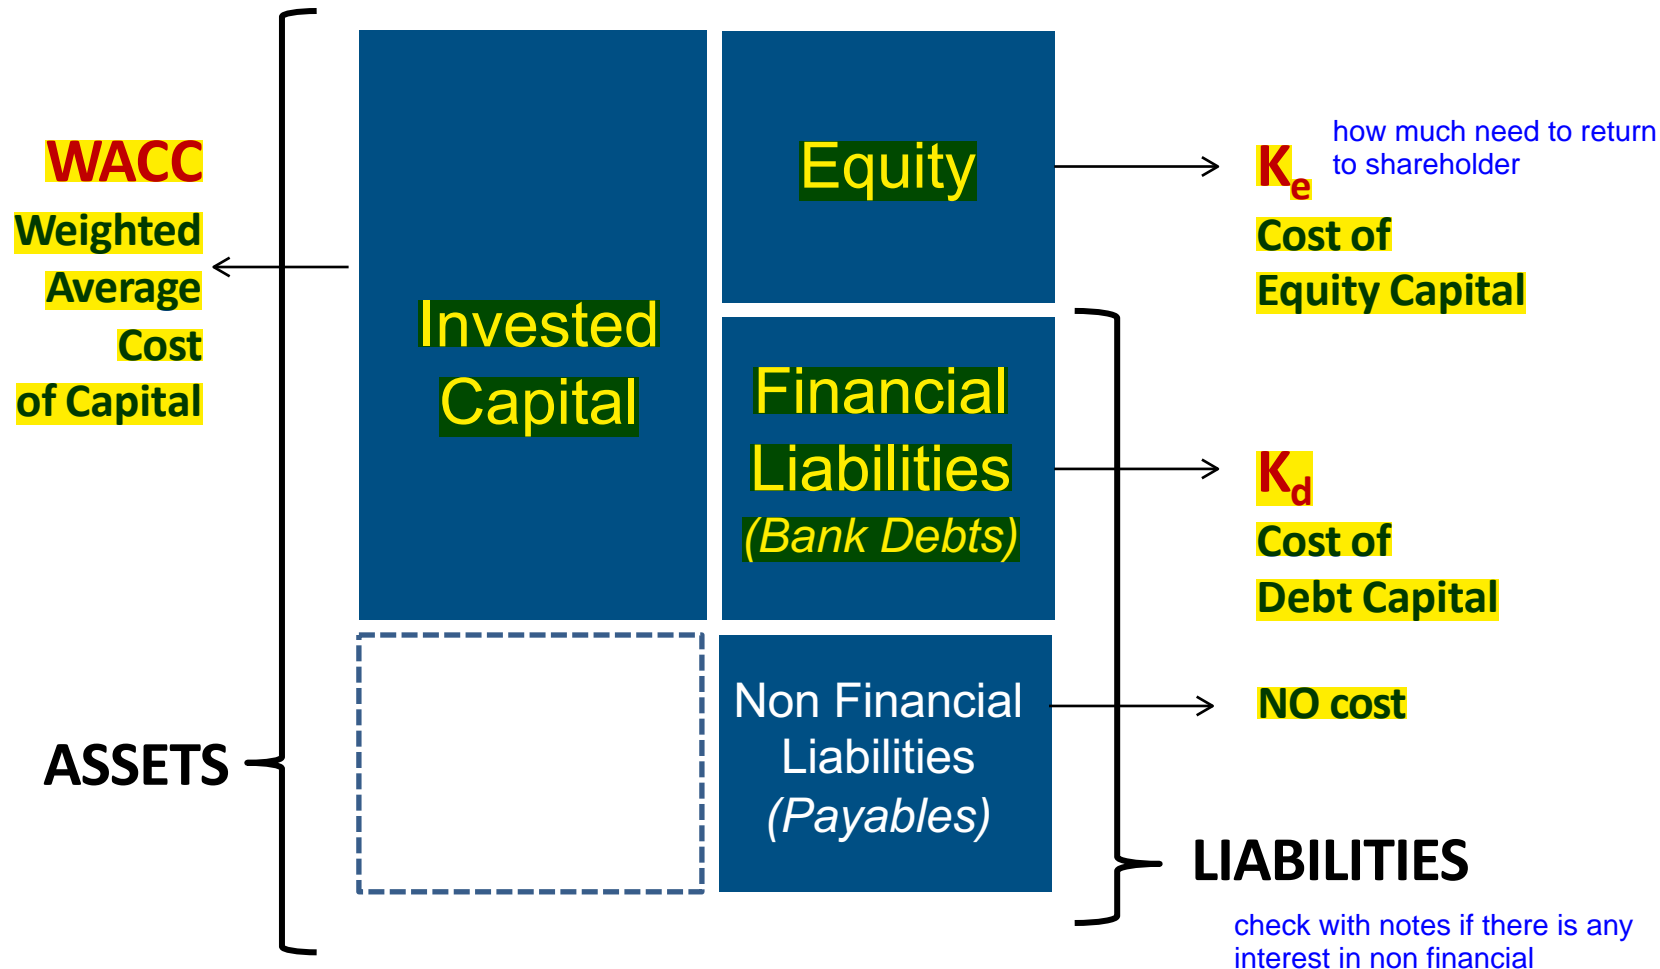 WACC
Weighted
Average
Cost
of Capital
ASSETS
Invested
Capital
Equity
Financial
Liabilities
(Bank Debts)
Non Financial
Liabilities
(Payables)
Ke
how much need to return
to shareholder
Cost of
Equity Capital
Kd
Cost of
Debt Capital
NO cost
LIABILITIES
check with notes if there is any
interest in non financial